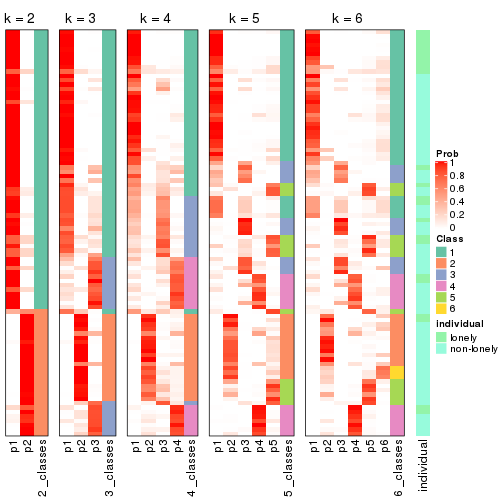 k = 2 k = 3 k = 4 k = 5 k = 6
Prob
1
0.8
0.6
0.4
0.2
0
Class
1
2
3
4
5
6
individual
lonely
non-lonely
p1 p2 2_classes p1 p2 p3 3_classes p1 p2 p3 p4 4_classes p1 p2 p3 p4 p5 5_classes p1 p2 p3 p4 p5 p6 6_classes individual